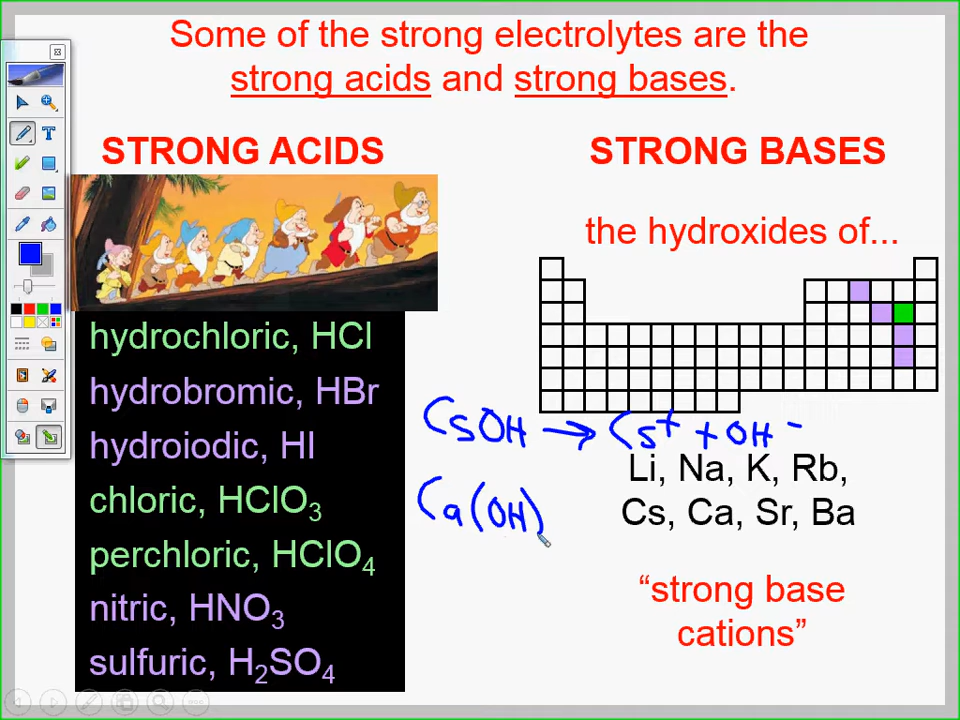 Some of the strong electrolytes are the
strong acids and strong bases.
STRONG ACIDS
STRONG BASES
the hydroxides of...
hydrochloric, HCl
hydrobromic, HBr
hydroiodic, HI
chloric, HClO₃
perchloric, HClO₄
nitric, HNO₃
sulfuric, H₂SO₄
CsOH → Cs⁺ + OH⁻
Ca(OH)
Li, Na, K, Rb,
Cs, Ca, Sr, Ba
“strong base
cations”